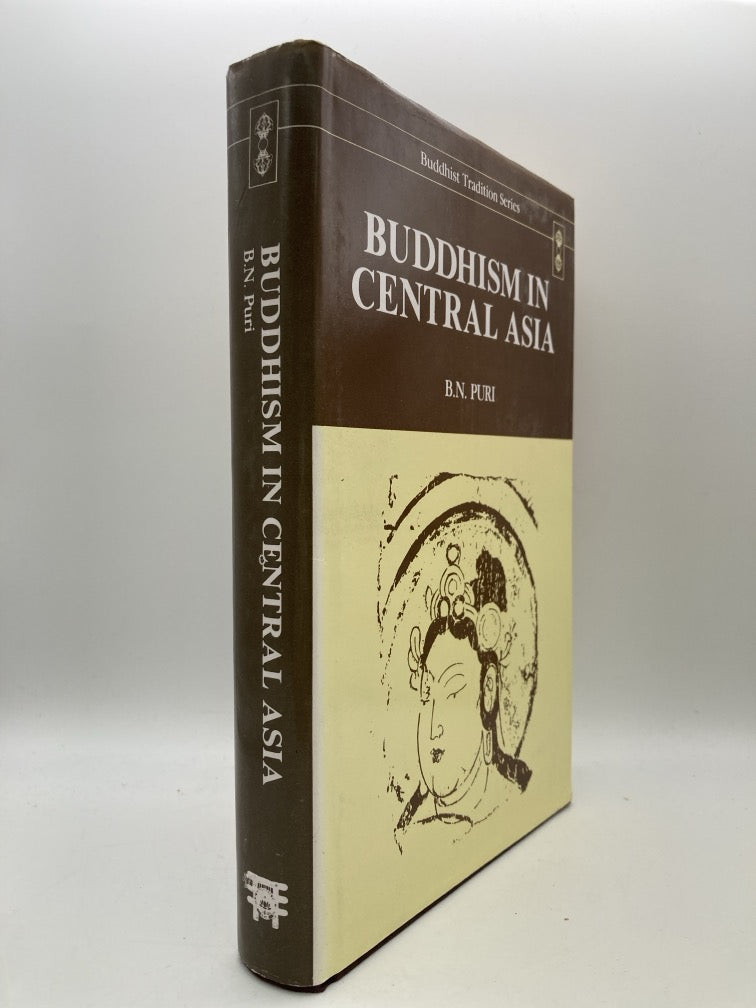 Buddhist Tradition Series
BUDDHISM IN
CENTRAL ASIA
B.N. PURI
BUDDHISM IN CENTRAL ASIA
B.N. Puri